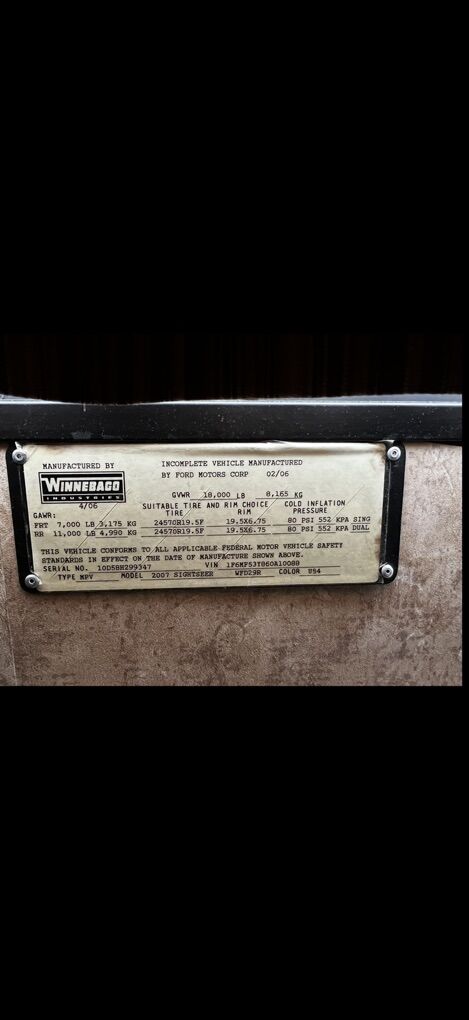 MANUFACTURED BY
INCOMPLETE VEHICLE MANUFACTURED
BY FORD MOTORS CORP 02/06
WINNEBAGO
INDUSTRIES
4/06
GVWR 18,000 LB 8,165 KG
SUITABLE TIRE AND RIM CHOICE COLD INFLATION
TIRE RIM PRESSURE
GAWR:
FRT 7,000 LB 3,175 KG 24570R19.5F 19.5X6.75 80 PSI 552 KPA SING
RR 11,000 LB 4,990 KG 24570R19.5F 19.5X6.75 80 PSI 552 KPA DUAL
THIS VEHICLE CONFORMS TO ALL APPLICABLE FEDERAL MOTOR VEHICLE SAFETY
STANDARDS IN EFFECT ON THE DATE OF MANUFACTURE SHOWN ABOVE.
SERIAL NO. 10D5BH299347 VIN 1F6MF53Y860A10088
TYPE MPV MODEL 2007 SIGHTSEER WFD29R COLOR U54